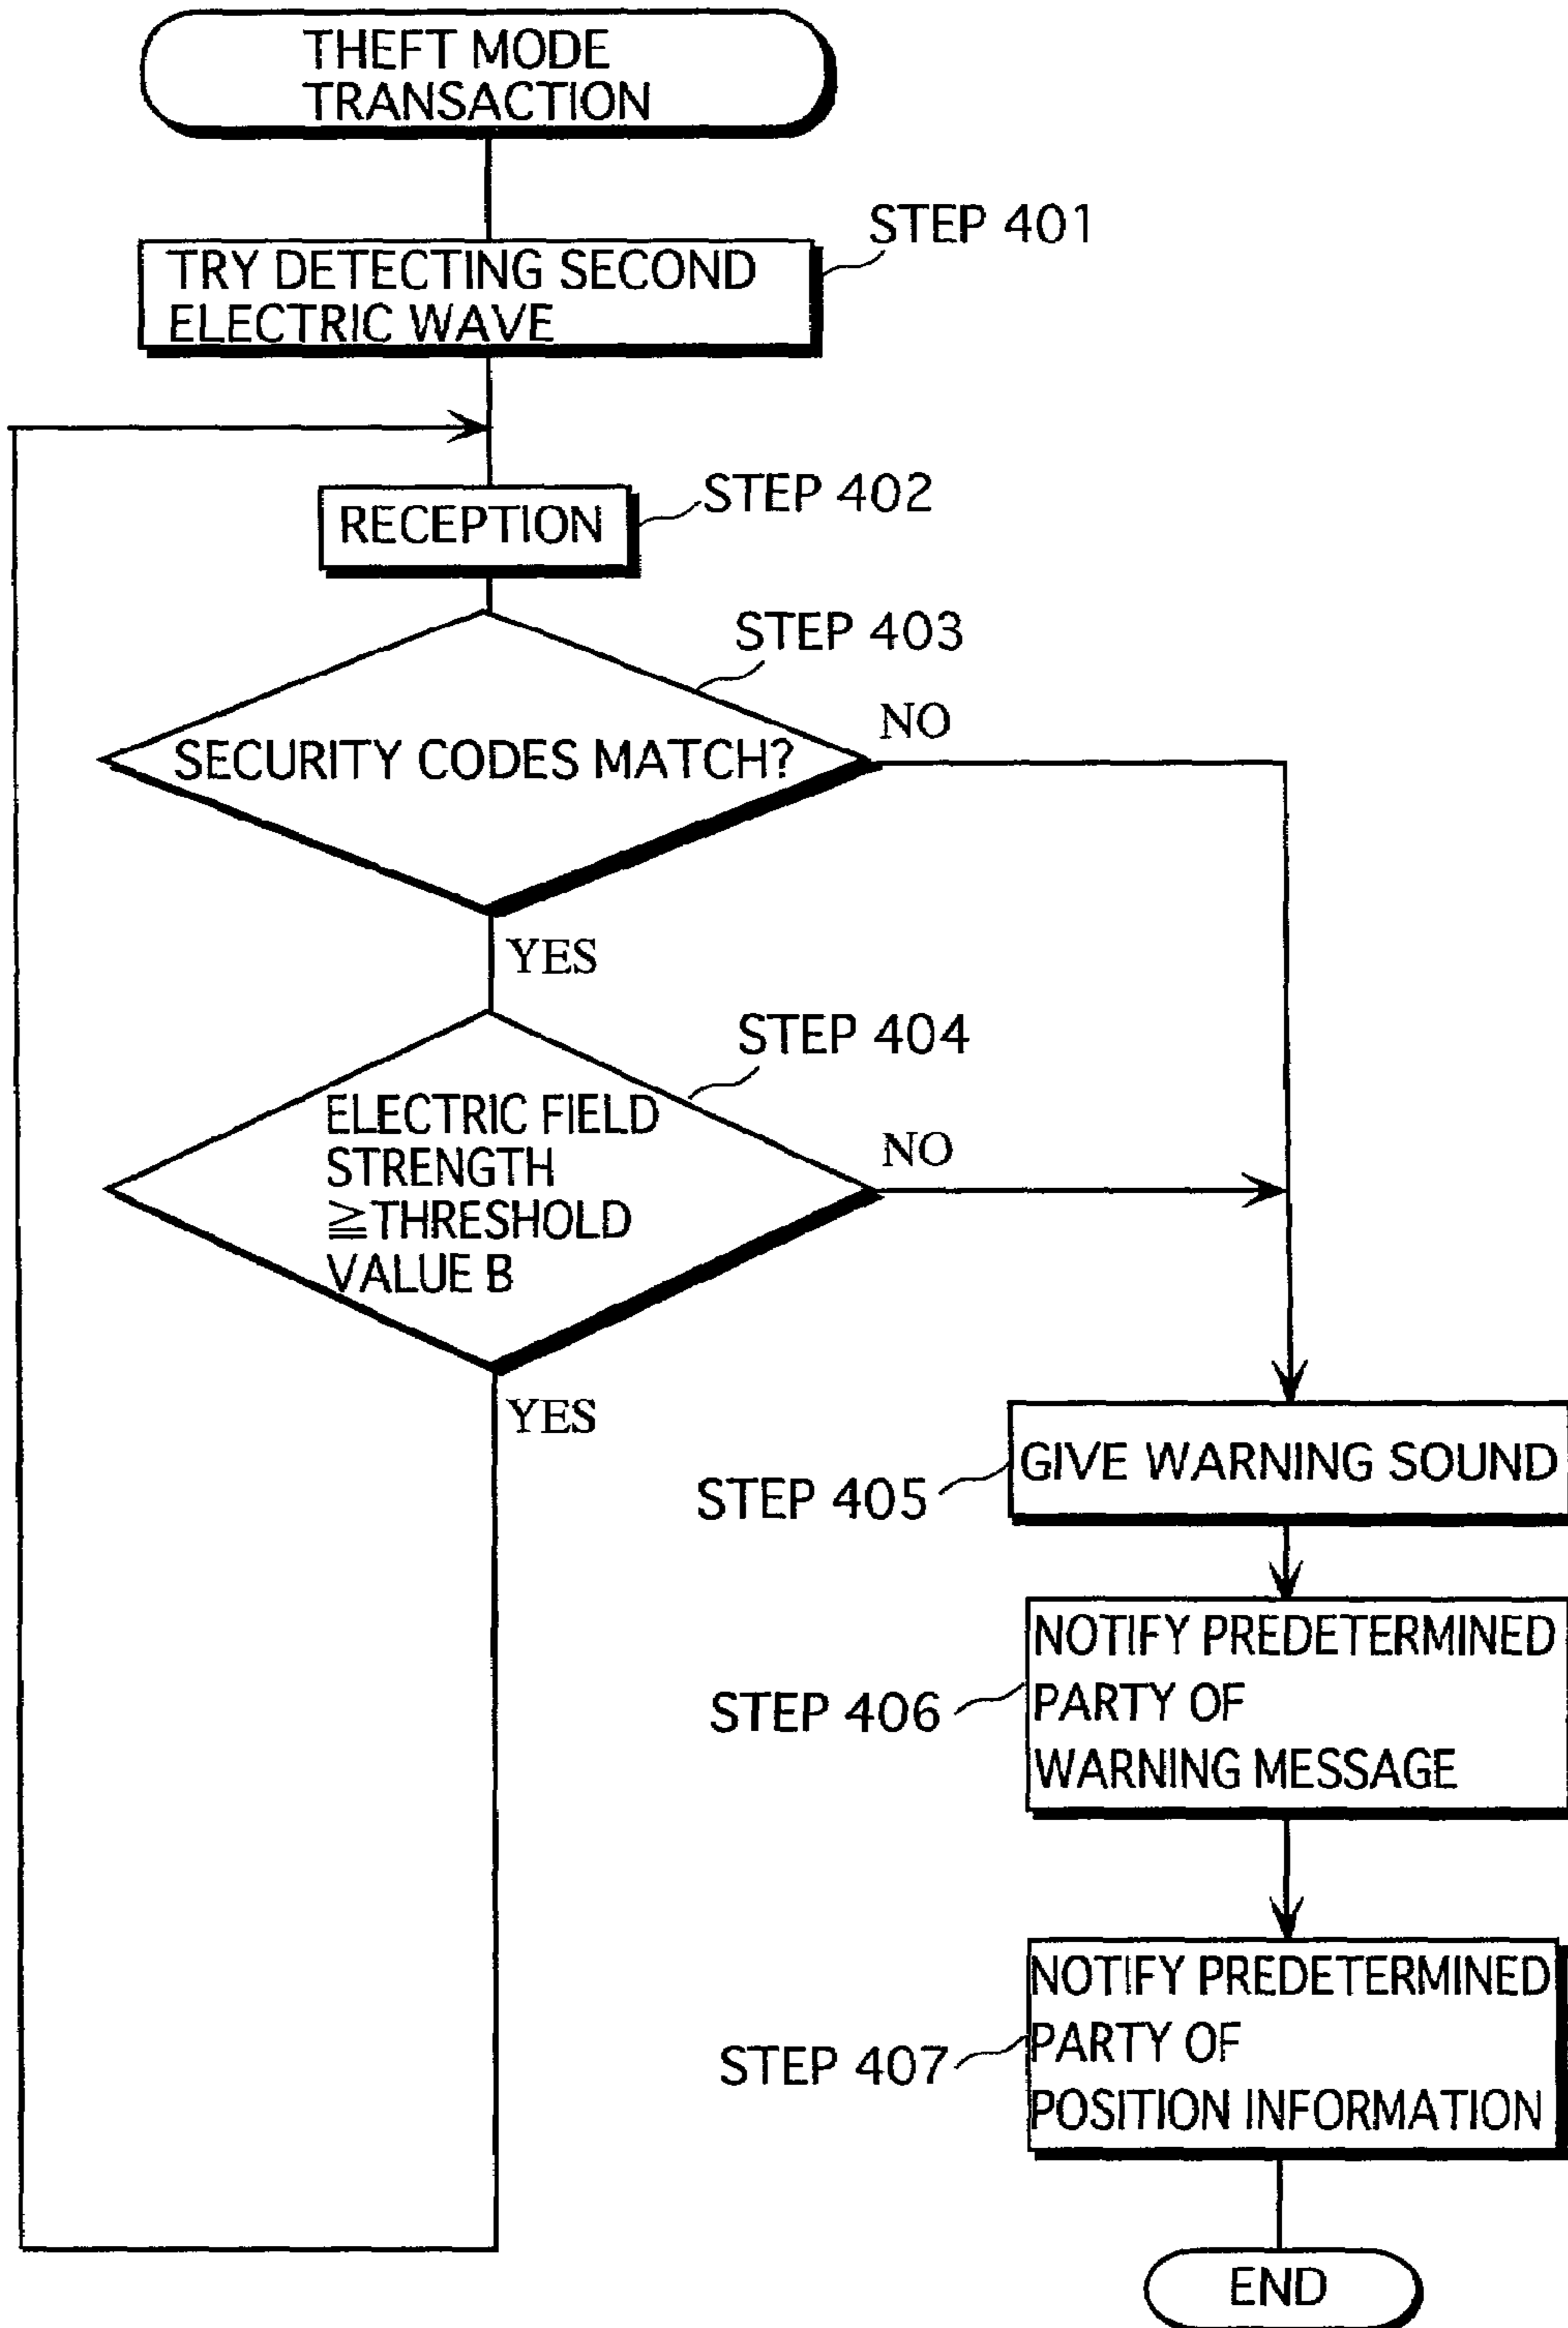 THEFT MODE
TRANSACTION
STEP 401
TRY DETECTING SECOND
ELECTRIC WAVE
STEP 402
RECEPTION
STEP 403
NO
SECURITY CODES MATCH?
YES
STEP 404
ELECTRIC FIELD
STRENGTH
≧THRESHOLD
VALUE B
NO
YES
GIVE WARNING SOUND
STEP 405
NOTIFY PREDETERMINED
PARTY OF
WARNING MESSAGE
STEP 406
NOTIFY PREDETERMINED
PARTY OF
POSITION INFORMATION
STEP 407
END